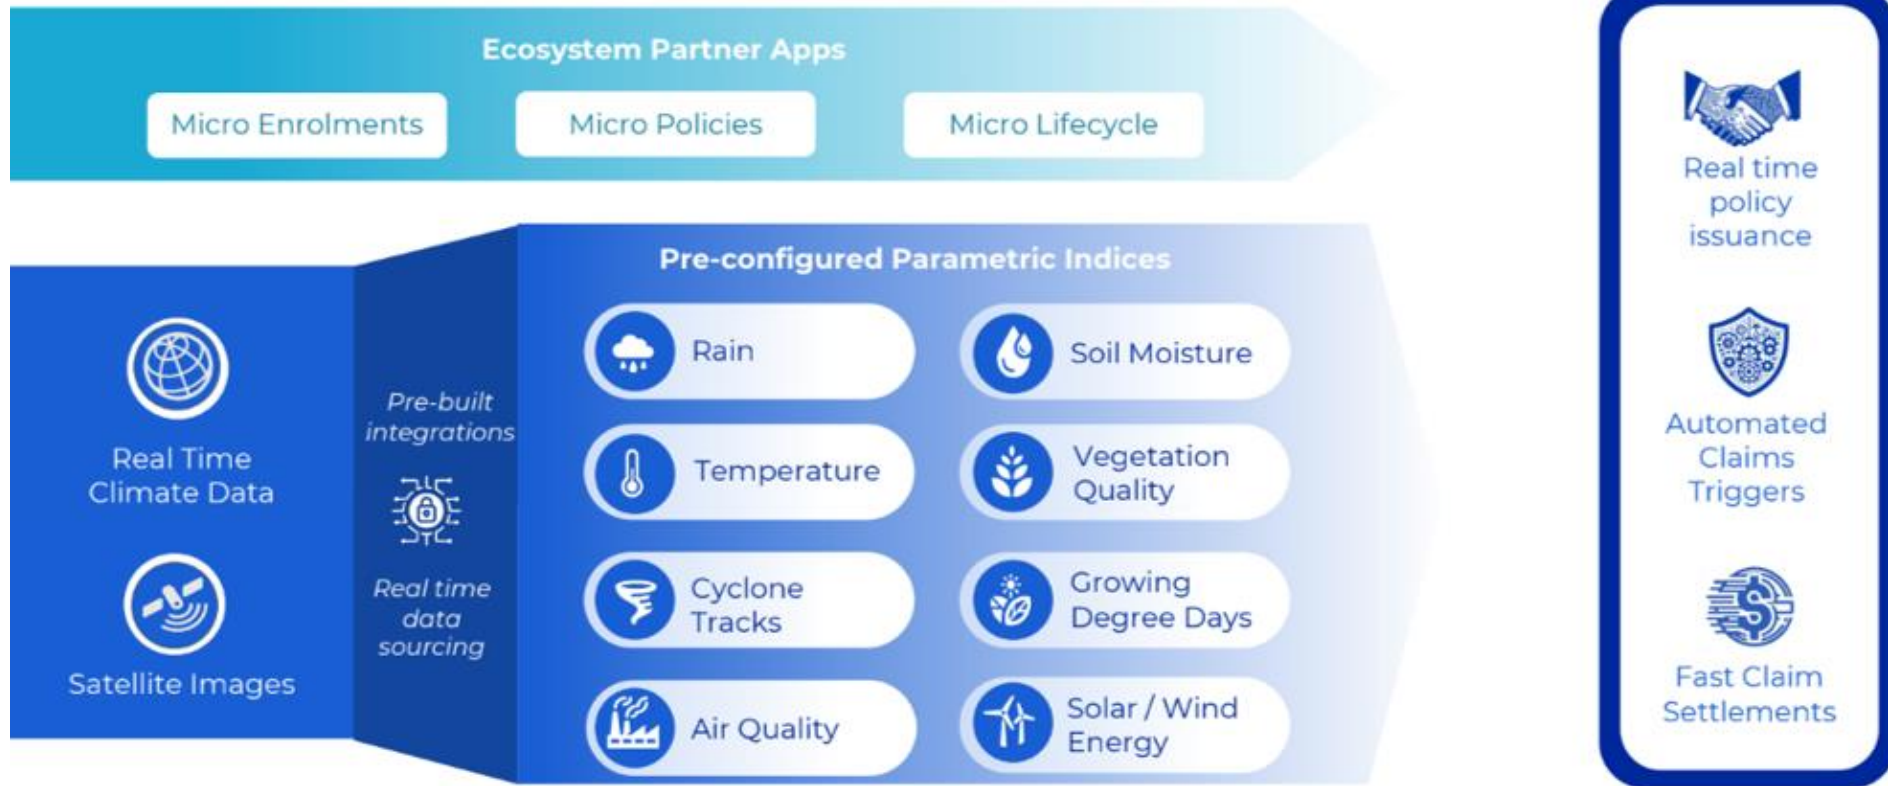 Ecosystem Partner Apps
Micro Enrolments
Micro Policies
Micro Lifecycle
Real Time
Climate Data
Satellite Images
Pre-built
integrations
Real time
data
sourcing
Pre-configured Parametric Indices
Rain
Soil Moisture
Temperature
Vegetation
Quality
Cyclone
Tracks
Growing
Degree Days
Air Quality
Solar / Wind
Energy
Real time
policy
issuance
Automated
Claims
Triggers
Fast Claim
Settlements